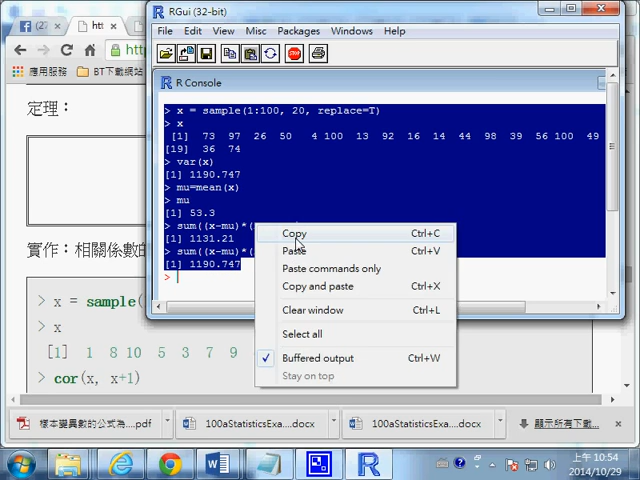 (27
htt
http
應用服務
BT下載網站
定理：
實作：相關係數的
> x = sample(
> x
[1] 1 8 10 5 3 7 9
> cor(x, x+1)
RGui (32-bit)
File Edit View Misc Packages Windows Help
R Console
> x = sample(1:100, 20, replace=T)
> x
[1] 73 97 26 50 4 100 13 92 16 14 44 98 39 56 100 49
[19] 36 74
> var(x)
[1] 1190.747
> mu=mean(x)
> mu
[1] 53.3
> sum((x-mu)*(
[1] 1131.21
> sum((x-mu)*(
[1] 1190.747
>
Copy Ctrl+C
Paste Ctrl+V
Paste commands only
Copy and paste Ctrl+X
Clear window Ctrl+L
Select all
Buffered output Ctrl+W
Stay on top
樣本變異數的公式為....pdf
100aStatisticsExa....docx
100aStatisticsExa....docx
顯示所有下載...
上午 10:54
2014/10/29